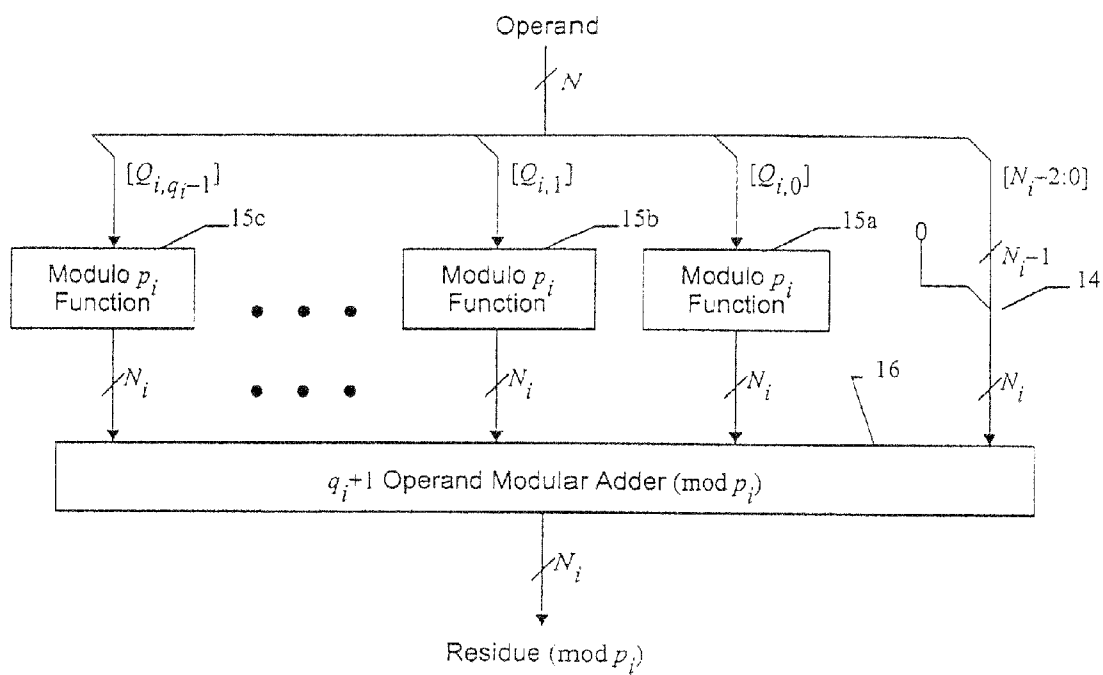 Operand
N
[Q_{i,q_i−1}]
[Q_{i,1}]
[Q_{i,0}]
[N_i−2:0]
15c
15b
15a
0
N_i−1
14
Modulo p_i
Function
Modulo p_i
Function
Modulo p_i
Function
N_i
N_i
N_i
N_i
16
q_i+1 Operand Modular Adder (mod p_i)
N_i
Residue (mod p_i)